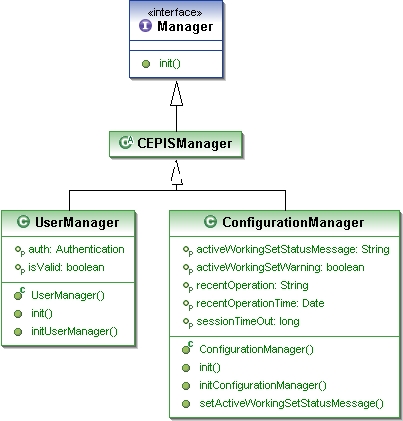 «interface»
I Manager
init()
C A CEPISManager
C UserManager
P auth: Authentication
P isValid: boolean
C UserManager()
init()
initUserManager()
C ConfigurationManager
P activeWorkingSetStatusMessage: String
P activeWorkingSetWarning: boolean
P recentOperation: String
P recentOperationTime: Date
P sessionTimeOut: long
C ConfigurationManager()
init()
initConfigurationManager()
setActiveWorkingSetStatusMessage()